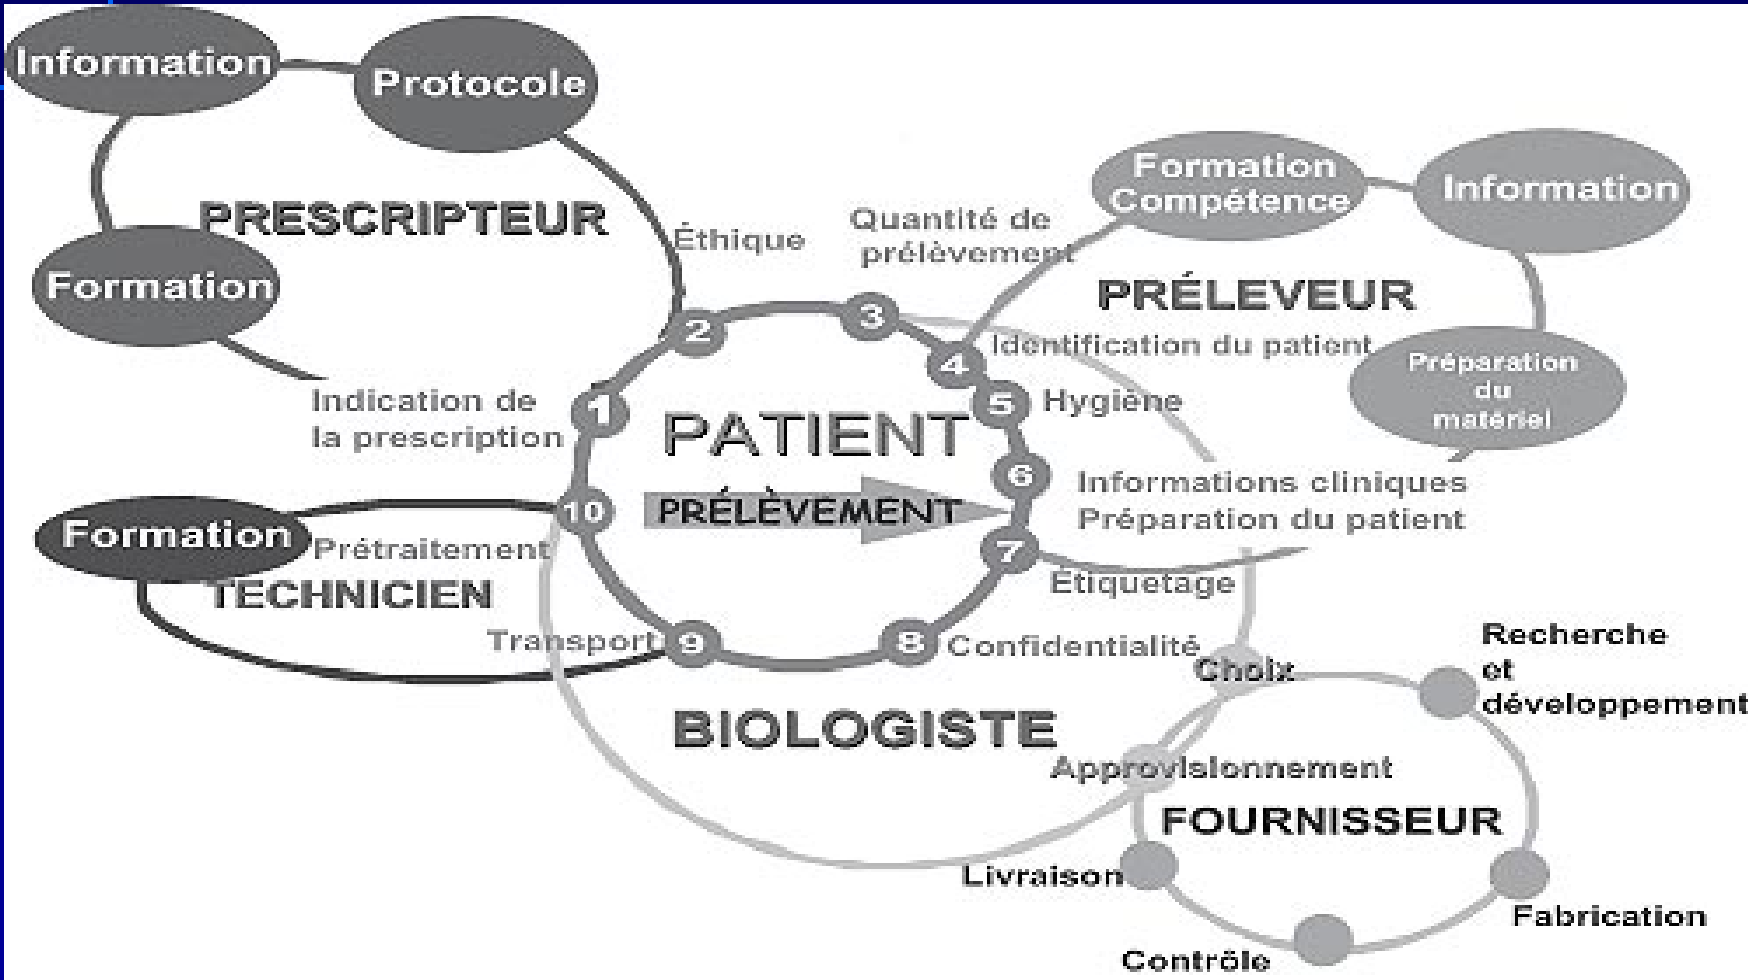 Information
Protocole
PRESCRIPTEUR
Formation
Éthique
Quantité de
prélèvement
Formation
Compétence
Information
PRÉLEVEUR
Préparation
du
matériel
Identification du patient
Hygiène
Indication de
la prescription
1
2
3
4
5
6
7
8
9
10
PATIENT
PRÉLÈVEMENT
Informations cliniques
Préparation du patient
Formation
Prétraitement
TECHNICIEN
Transport
Etiquetage
Confidentialité
BIOLOGISTE
Choix
Recherche
et
développement
Approvisionnement
FOURNISSEUR
Livraison
Fabrication
Contrôle